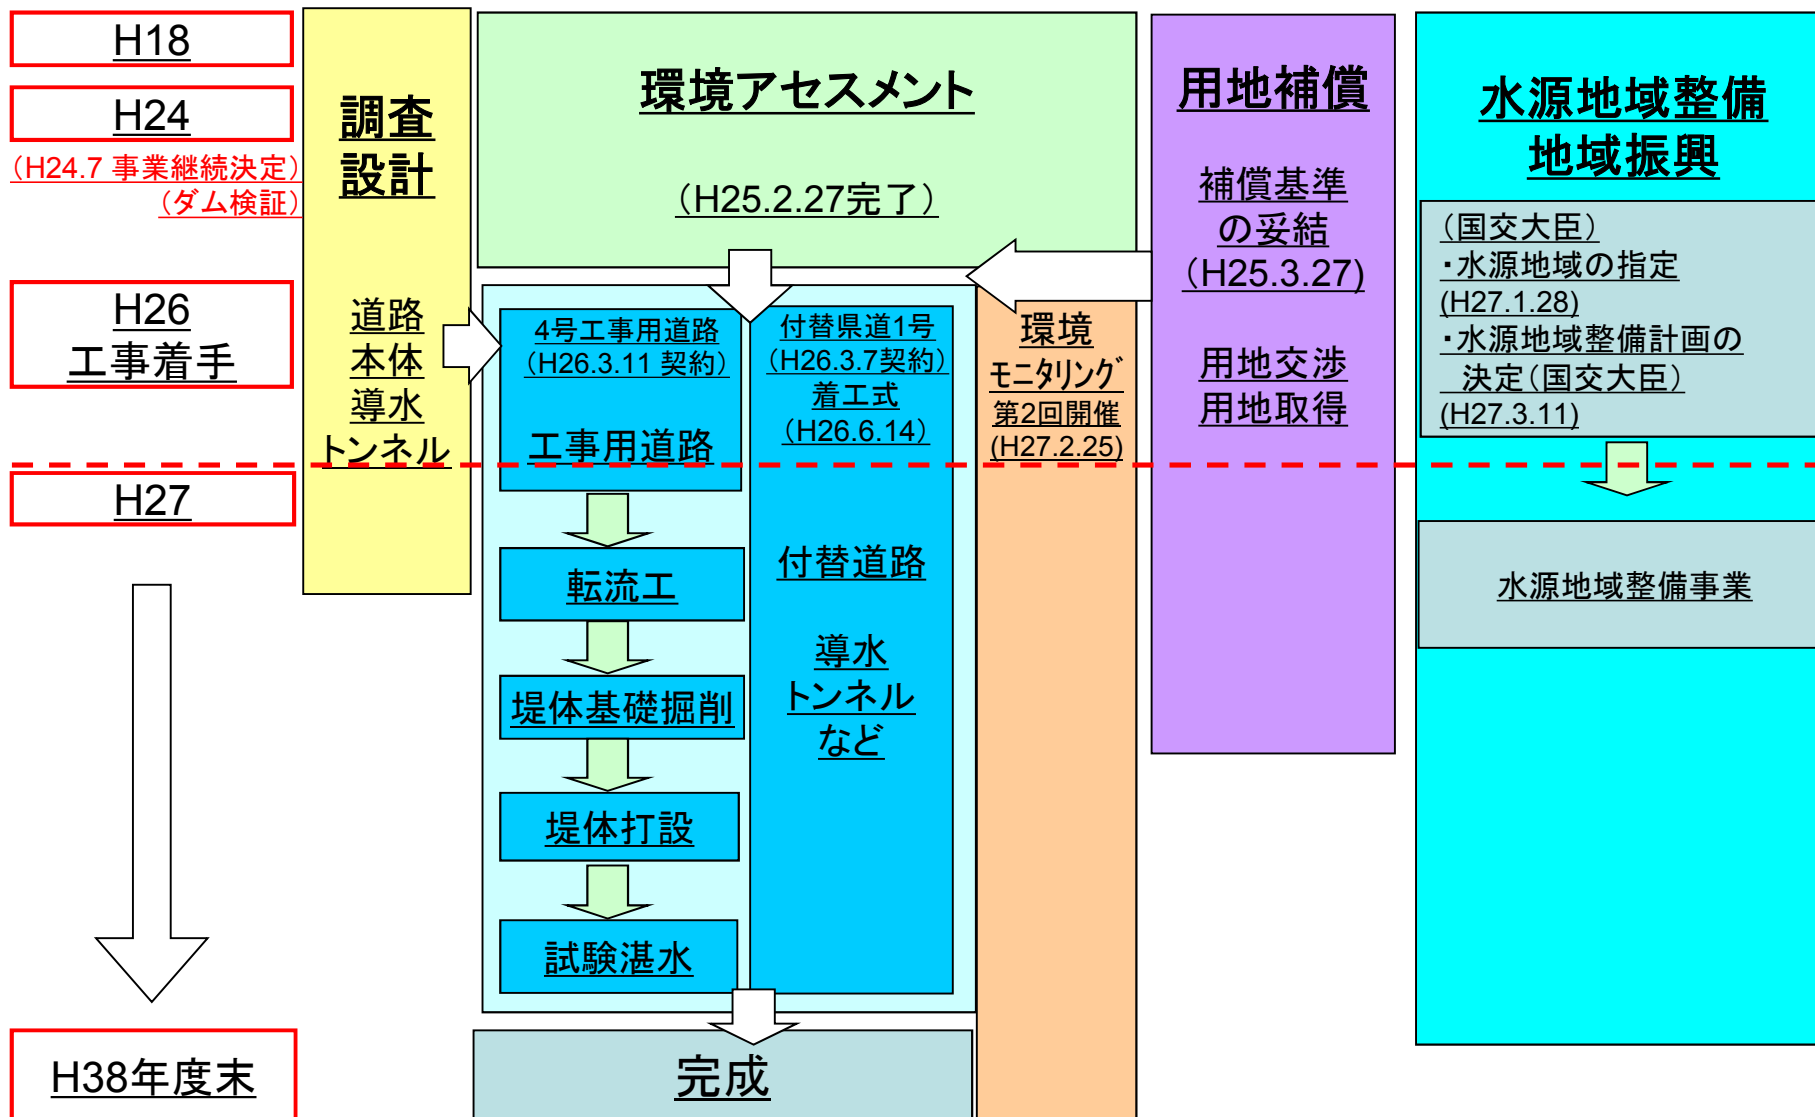 H18
H24
（H24.7 事業継続決定）
（ダム検証）
H26
工事着手
H27
H38年度末
調査
設計
道路
本体
導水
トンネル
環境アセスメント
（H25.2.27完了）
4号工事用道路
（H26.3.11 契約）
工事用道路
転流工
堤体基礎掘削
堤体打設
試験湛水
付替県道1号
（H26.3.7契約）
着工式
（H26.6.14）
付替道路
導水
トンネル
など
完成
環境
モニタリング
第2回開催
(H27.2.25)
用地補償
補償基準
の妥結
（H25.3.27)
用地交渉
用地取得
水源地域整備
地域振興
（国交大臣）
・水源地域の指定
(H27.1.28)
・水源地域整備計画の
決定（国交大臣）
(H27.3.11)
水源地域整備事業